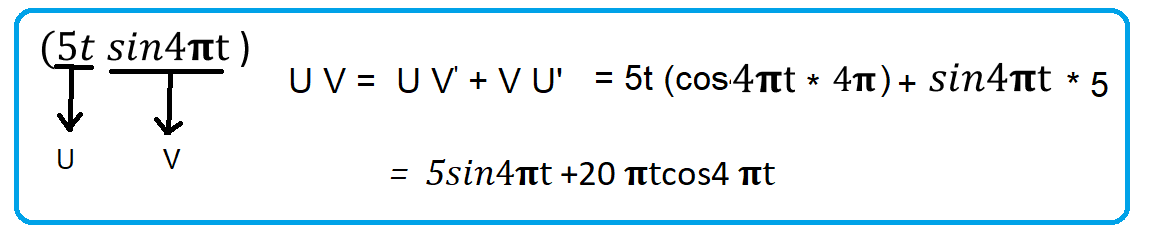 (5t sin4πt )
U V = U V' + V U' = 5t (cos4πt * 4π) + sin4πt * 5
U V
= 5sin4πt +20 πtcos4 πt